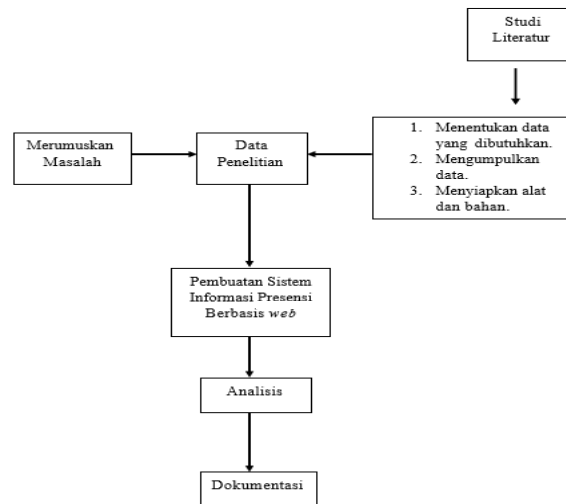 Studi
Literatur
Merumuskan
Masalah
Data
Penelitian
1. Menentukan data
yang dibutuhkan.
2. Mengumpulkan
data.
3. Menyiapkan alat
dan bahan.
Pembuatan Sistem
Informasi Presensi
Berbasis web
Analisis
Dokumentasi